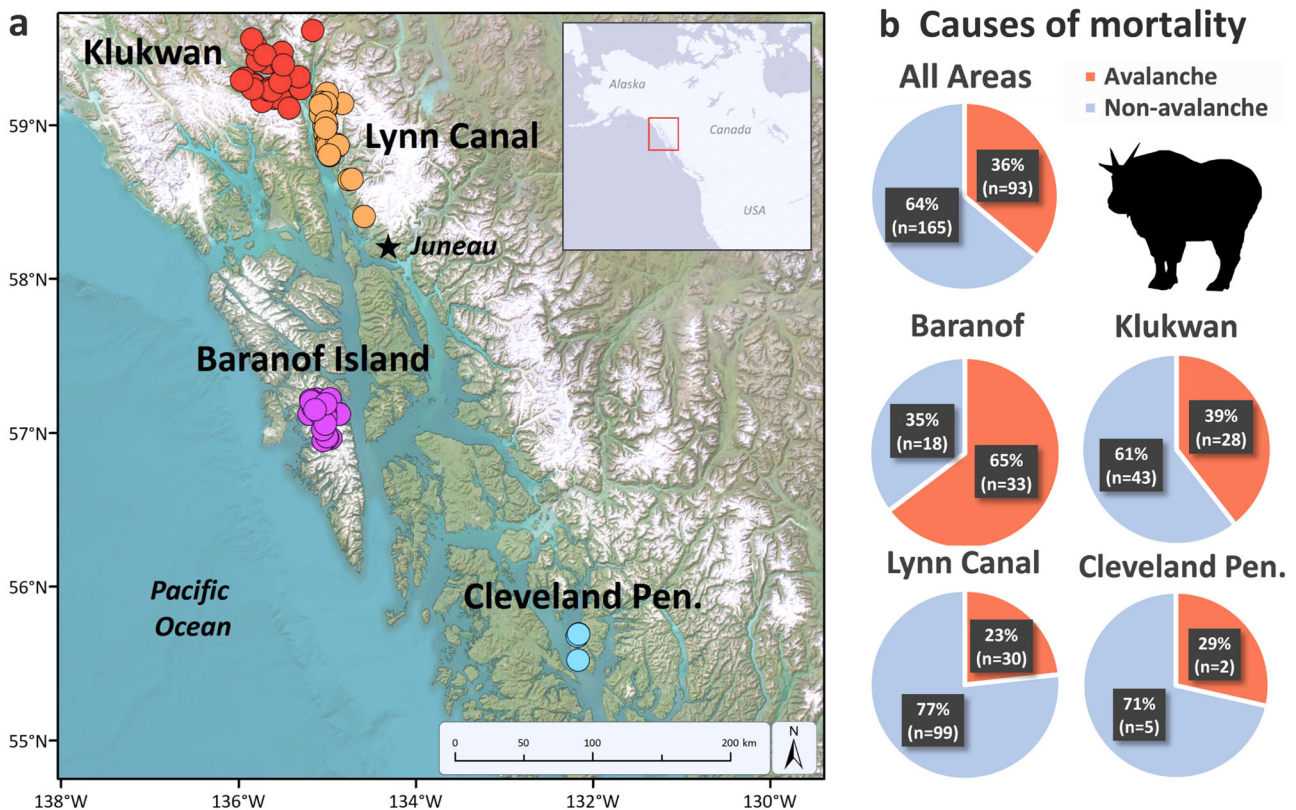 a
Klukwan
Lynn Canal
Juneau
Baranof Island
Cleveland Pen.
Pacific
Ocean
Alaska
Canada
USA
59°N
58°N
57°N
56°N
55°N
138°W
136°W
134°W
132°W
130°W
0
50
100
200 km
N
b Causes of mortality
All Areas
Avalanche
Non-avalanche
36%
(n=93)
64%
(n=165)
Baranof
35%
(n=18)
65%
(n=33)
Klukwan
39%
(n=28)
61%
(n=43)
Lynn Canal
23%
(n=30)
77%
(n=99)
Cleveland Pen.
29%
(n=2)
71%
(n=5)